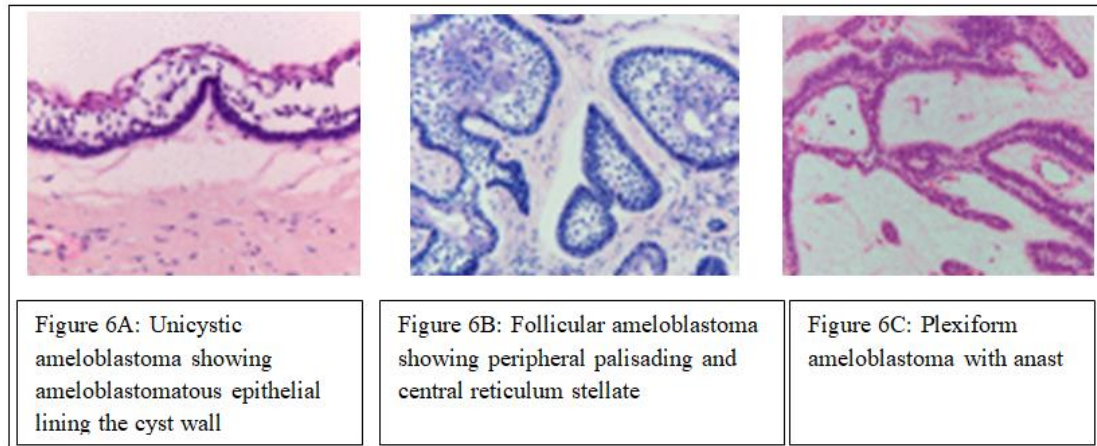 Figure 6A: Unicystic
ameloblastoma showing
ameloblastomatous epithelial
lining the cyst wall
Figure 6B: Follicular ameloblastoma
showing peripheral palisading and
central reticulum stellate
Figure 6C: Plexiform
ameloblastoma with anast